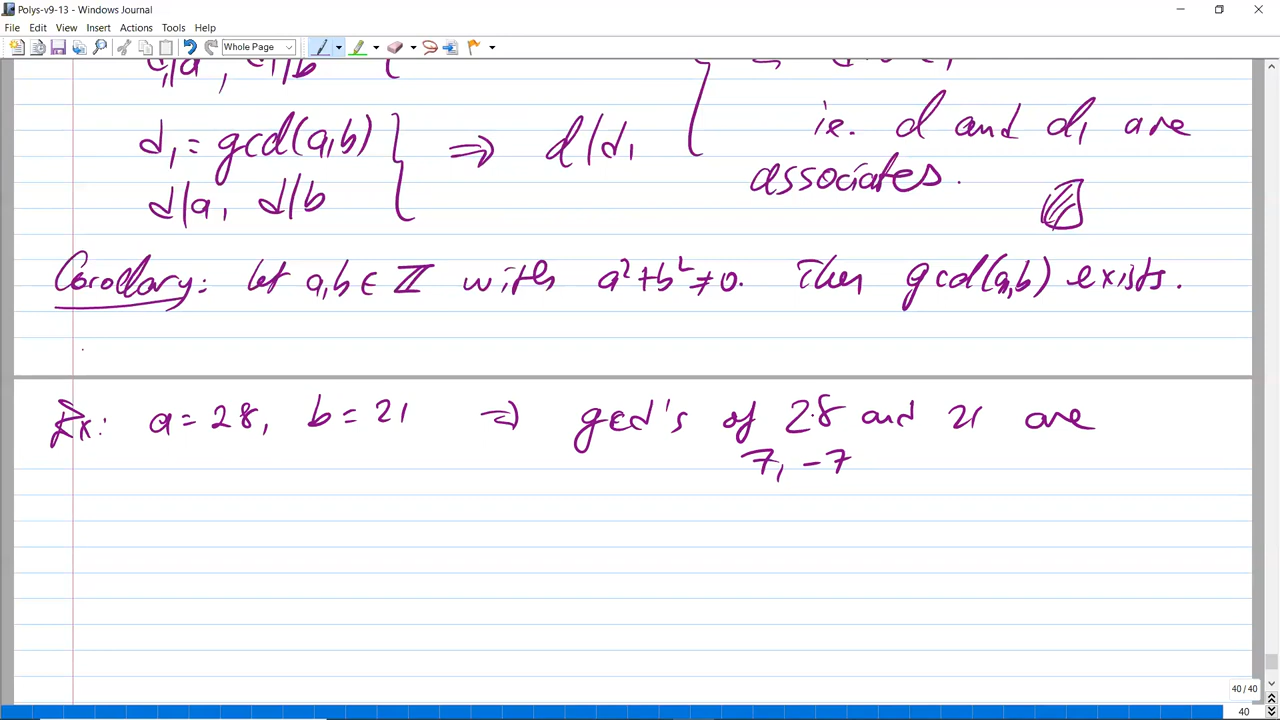 Polys-v9-13 - Windows Journal
File Edit View Insert Actions Tools Help
Whole Page
d₁ = gcd(a,b) ⇒ d/d₁ i.e. d and d₁ are
d/a, d/b associates.
Corollary: let a,b ∈ ℤ with a²+b² ≠ 0. Then gcd(a,b) exists.
Ex: a = 28, b = 21 ⇒ gcd's of 28 and 21 are
7, -7
40 / 40
40